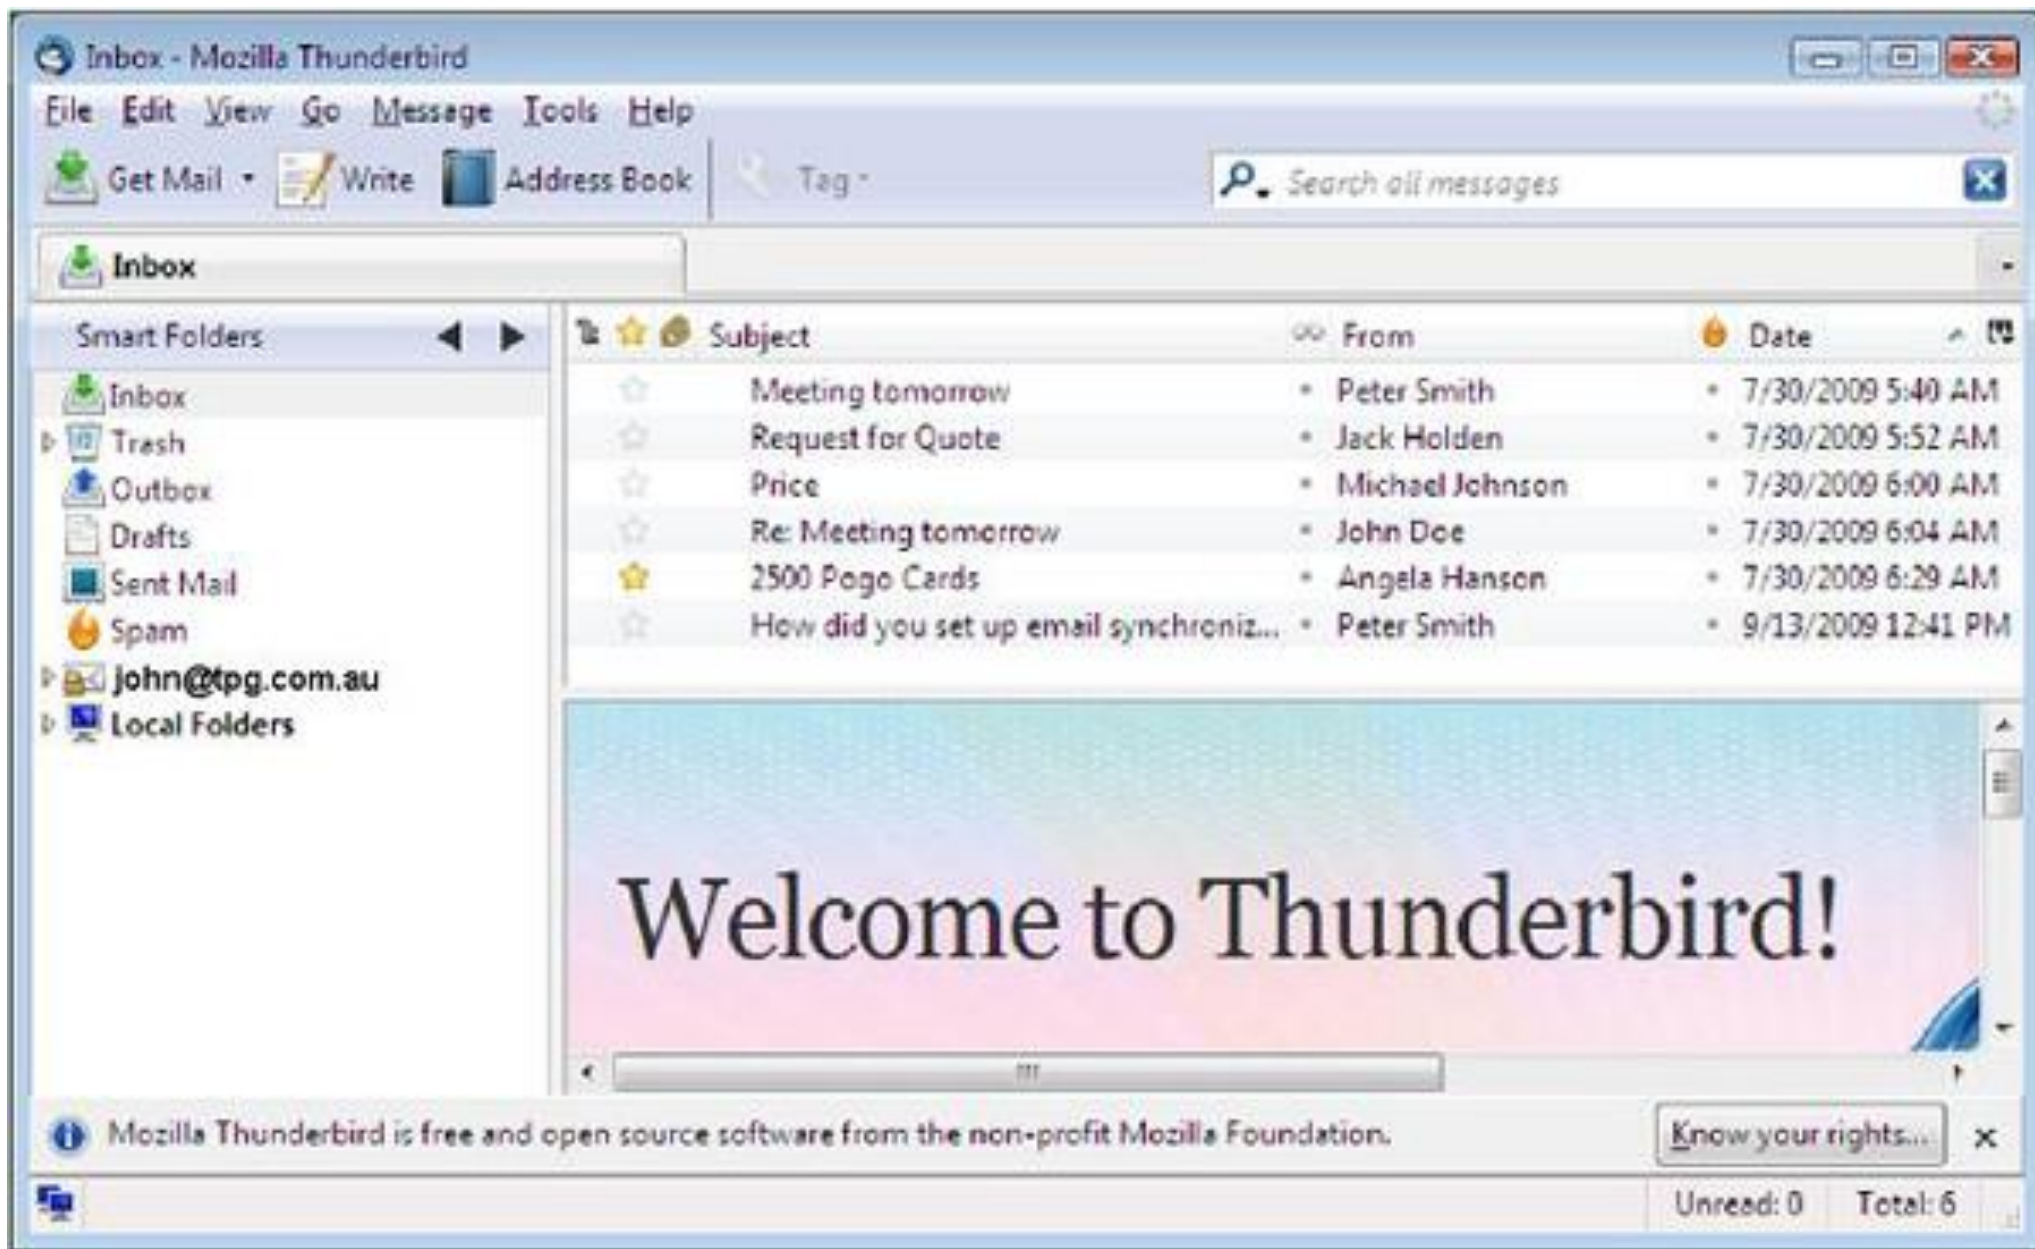 Inbox - Mozilla Thunderbird
File Edit View Go Message Tools Help
Get Mail Write Address Book Tag Search all messages
Inbox
Smart Folders Subject From Date
Inbox
Trash
Outbox
Drafts
Sent Mail
Spam
john@tpg.com.au
Local Folders
Meeting tomorrow Peter Smith 7/30/2009 5:40 AM
Request for Quote Jack Holden 7/30/2009 5:52 AM
Price Michael Johnson 7/30/2009 6:00 AM
Re: Meeting tomorrow John Doe 7/30/2009 6:04 AM
2500 Pogo Cards Angela Hanson 7/30/2009 6:29 AM
How did you set up email synchroniz... Peter Smith 9/13/2009 12:41 PM
Welcome to Thunderbird!
Mozilla Thunderbird is free and open source software from the non-profit Mozilla Foundation. Know your rights...
Unread: 0 Total: 6